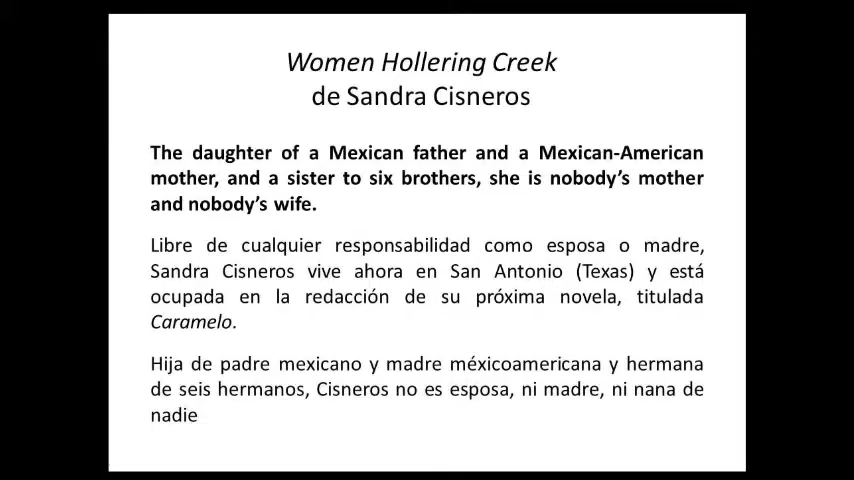 Women Hollering Creek
de Sandra Cisneros
The daughter of a Mexican father and a Mexican-American
mother, and a sister to six brothers, she is nobody’s mother
and nobody’s wife.
Libre de cualquier responsabilidad como esposa o madre,
Sandra Cisneros vive ahora en San Antonio (Texas) y está
ocupada en la redacción de su próxima novela, titulada
Caramelo.
Hija de padre mexicano y madre méxicoamericana y hermana
de seis hermanos, Cisneros no es esposa, ni madre, ni nana de
nadie